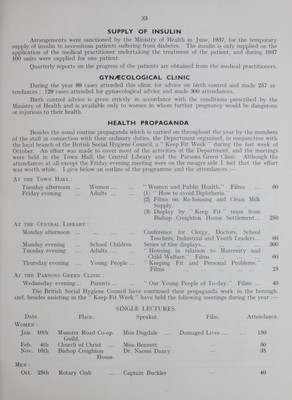 33
SUPPLY OF INSULIN
Arrangements were sanctioned by the Ministry of Health in June, 1937, for the temporary
supply of insulin to necessitous patients suffering from diabetes. The insulin is only supplied on the
application of the medical practitioner undertaking the treatment of the patient, and during 1937
100 units were supplied for one patient.
Quarterly reports on the progress of the patients are obtained from the medical practitioners.
GYNÆCOLOGICAL CLINIC
During the year 89 cases attended this clinic for advice on birth control and made 237 at-
tendances ; 129 cases attended for gynæcological advice and made 300 attendances.
Birth control advice is given strictly in accordance with the conditions prescribed by the
Ministry of Health and is available only to women in whom further pregnancy would be dangerous
or injurious to their health.
HEALTH PROPAGANDA
Besides the usual routine propaganda which is carried on throughout the year by the members
of the staff in connection with their ordinary duties, the Department organised, in conjunction with
the local branch of the British Social Hygiene Council, a " Keep Fit Week " during the last week of
October. An effort was made to cover most of the activities of the Department, and the meetings
were held in the Town Hall, the Central Library and the Parsons Green Clinic. Although the
attendances at all except the Friday evening meeting were on the meagre side I feel that the effort
was worth while. I give below an outline of the programme and the attendances :—
AT THE TOWN HALL :
Tuesday afternoon ... Women ... ... " Women and Public Health." Films ... 60
Friday evening ... Adults ... ... (1) " How to avoid Diphtheria."
(2) Films on Re-housing and Clean Milk
Supply.
(3) Display by " Keep Fit " team from
Bishop Creighton House Settlement... 280
AT THE CENTRAL LIBRARY :
Monday afternoon ... ... Conference for Clergy, Doctors, School
Teachers, Industrial and Youth Leaders... 60
Monday evening School Children Series of film displays... ... 300
Tuesday evening ... Adults ... ... " Housing in relation to Maternity and
Child Welfare." Films ... ... 60
Thursday evening ... Young People... " Keeping Fit and Personal Problems."
Films ... ... 25
AT THE PARSONS GREEN CLINIC :
Wednesday evening... Parents ... ... " Our Young People of To-day." Films ... 40
The British Social Hygiene Council have continued their propaganda work in the borough,
and, besides assisting in the " Keep Fit Week " have held the following meetings during the year :—
SINGLE LECTURES.
Date. Place. Speaker. Film. Attendance.
WOMEN :
Jan. 10th Munster Road Co-op. Guild. Miss Dugdale ... Damaged Lives ... ... 130
Feb. 4th Church of Christ ... Miss Bennett ... 50
Nov. 10th Bishop Creighton House. Dr. Naomi Dancy ... 35
MEN :
Oct. 25th Rotary Club ... Captain Buckler ... 40